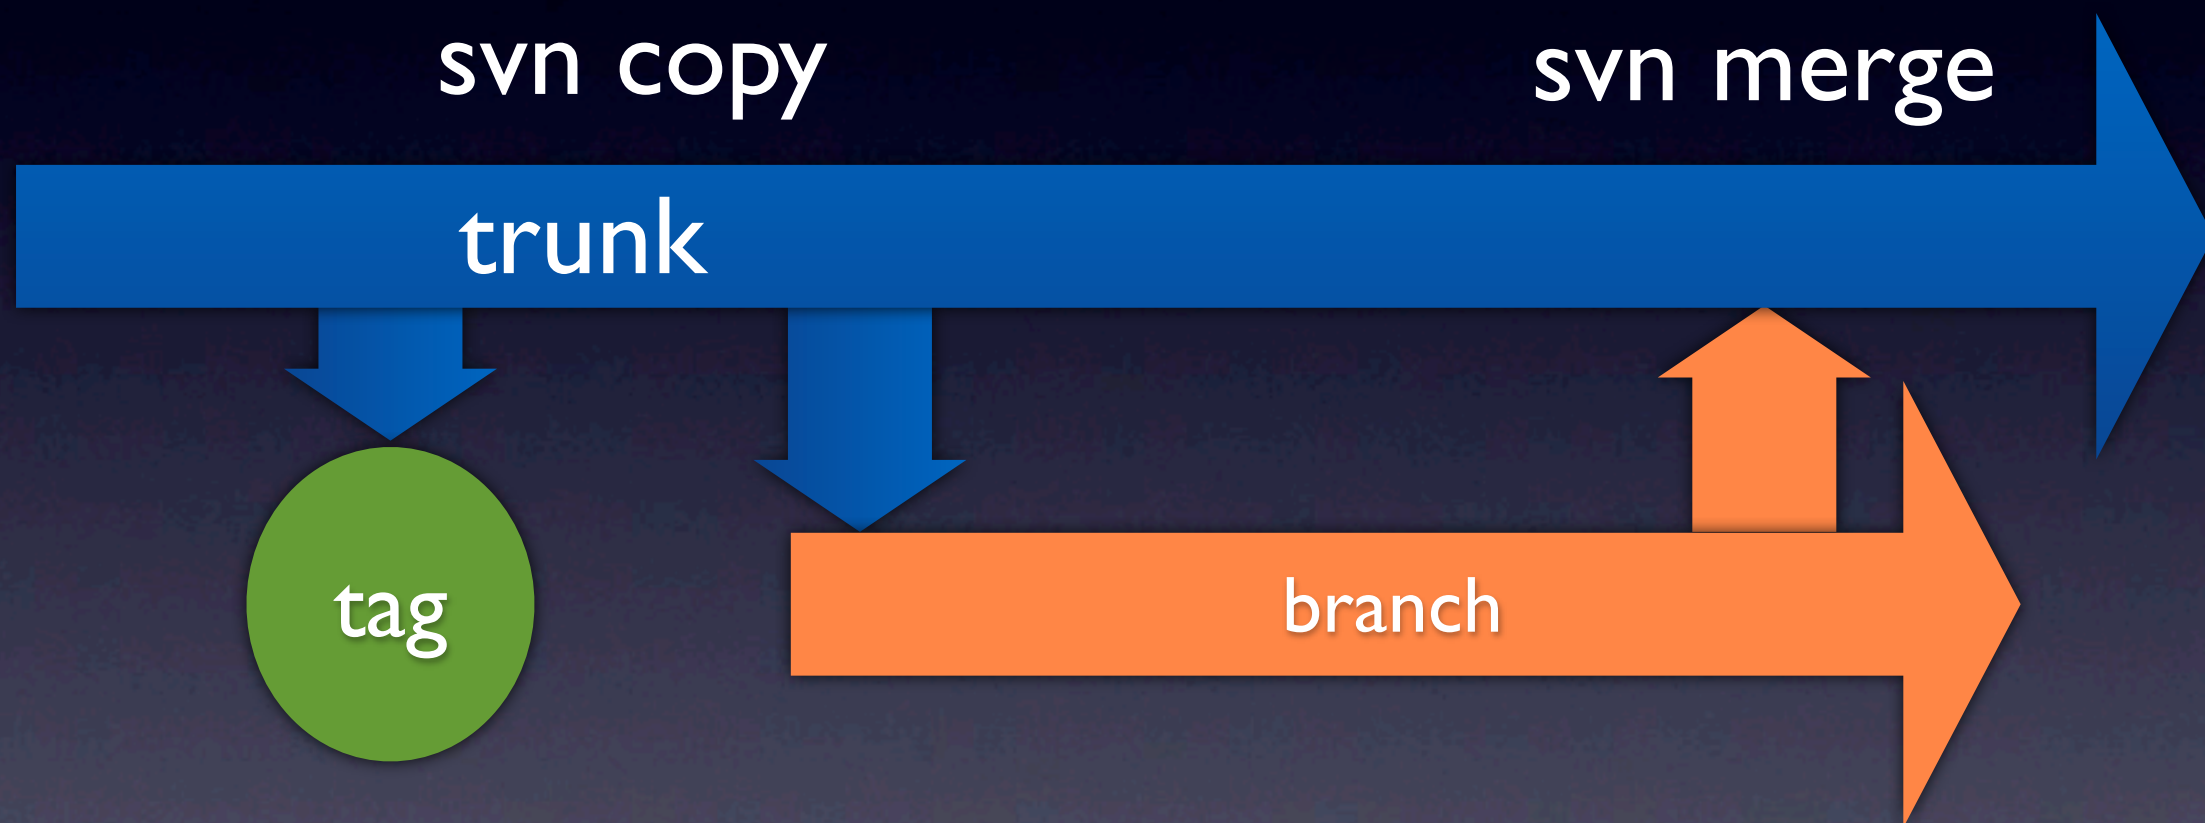 svn copy
svn merge
trunk
tag
branch